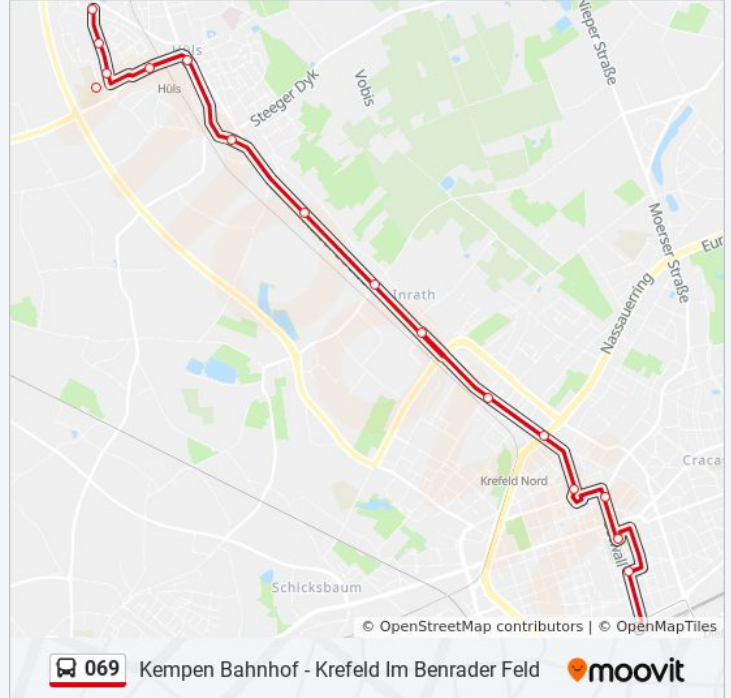 Nieper Straße
Hüls
Steeger Dyk
Vobis
Hüls
Moerser Straße
Eur
Inrath
Nassauerring
Craca
Krefeld Nord
wall
Schicksbaum
© OpenStreetMap contributors | © OpenMapTiles
069 Kempen Bahnhof - Krefeld Im Benrader Feld moovit